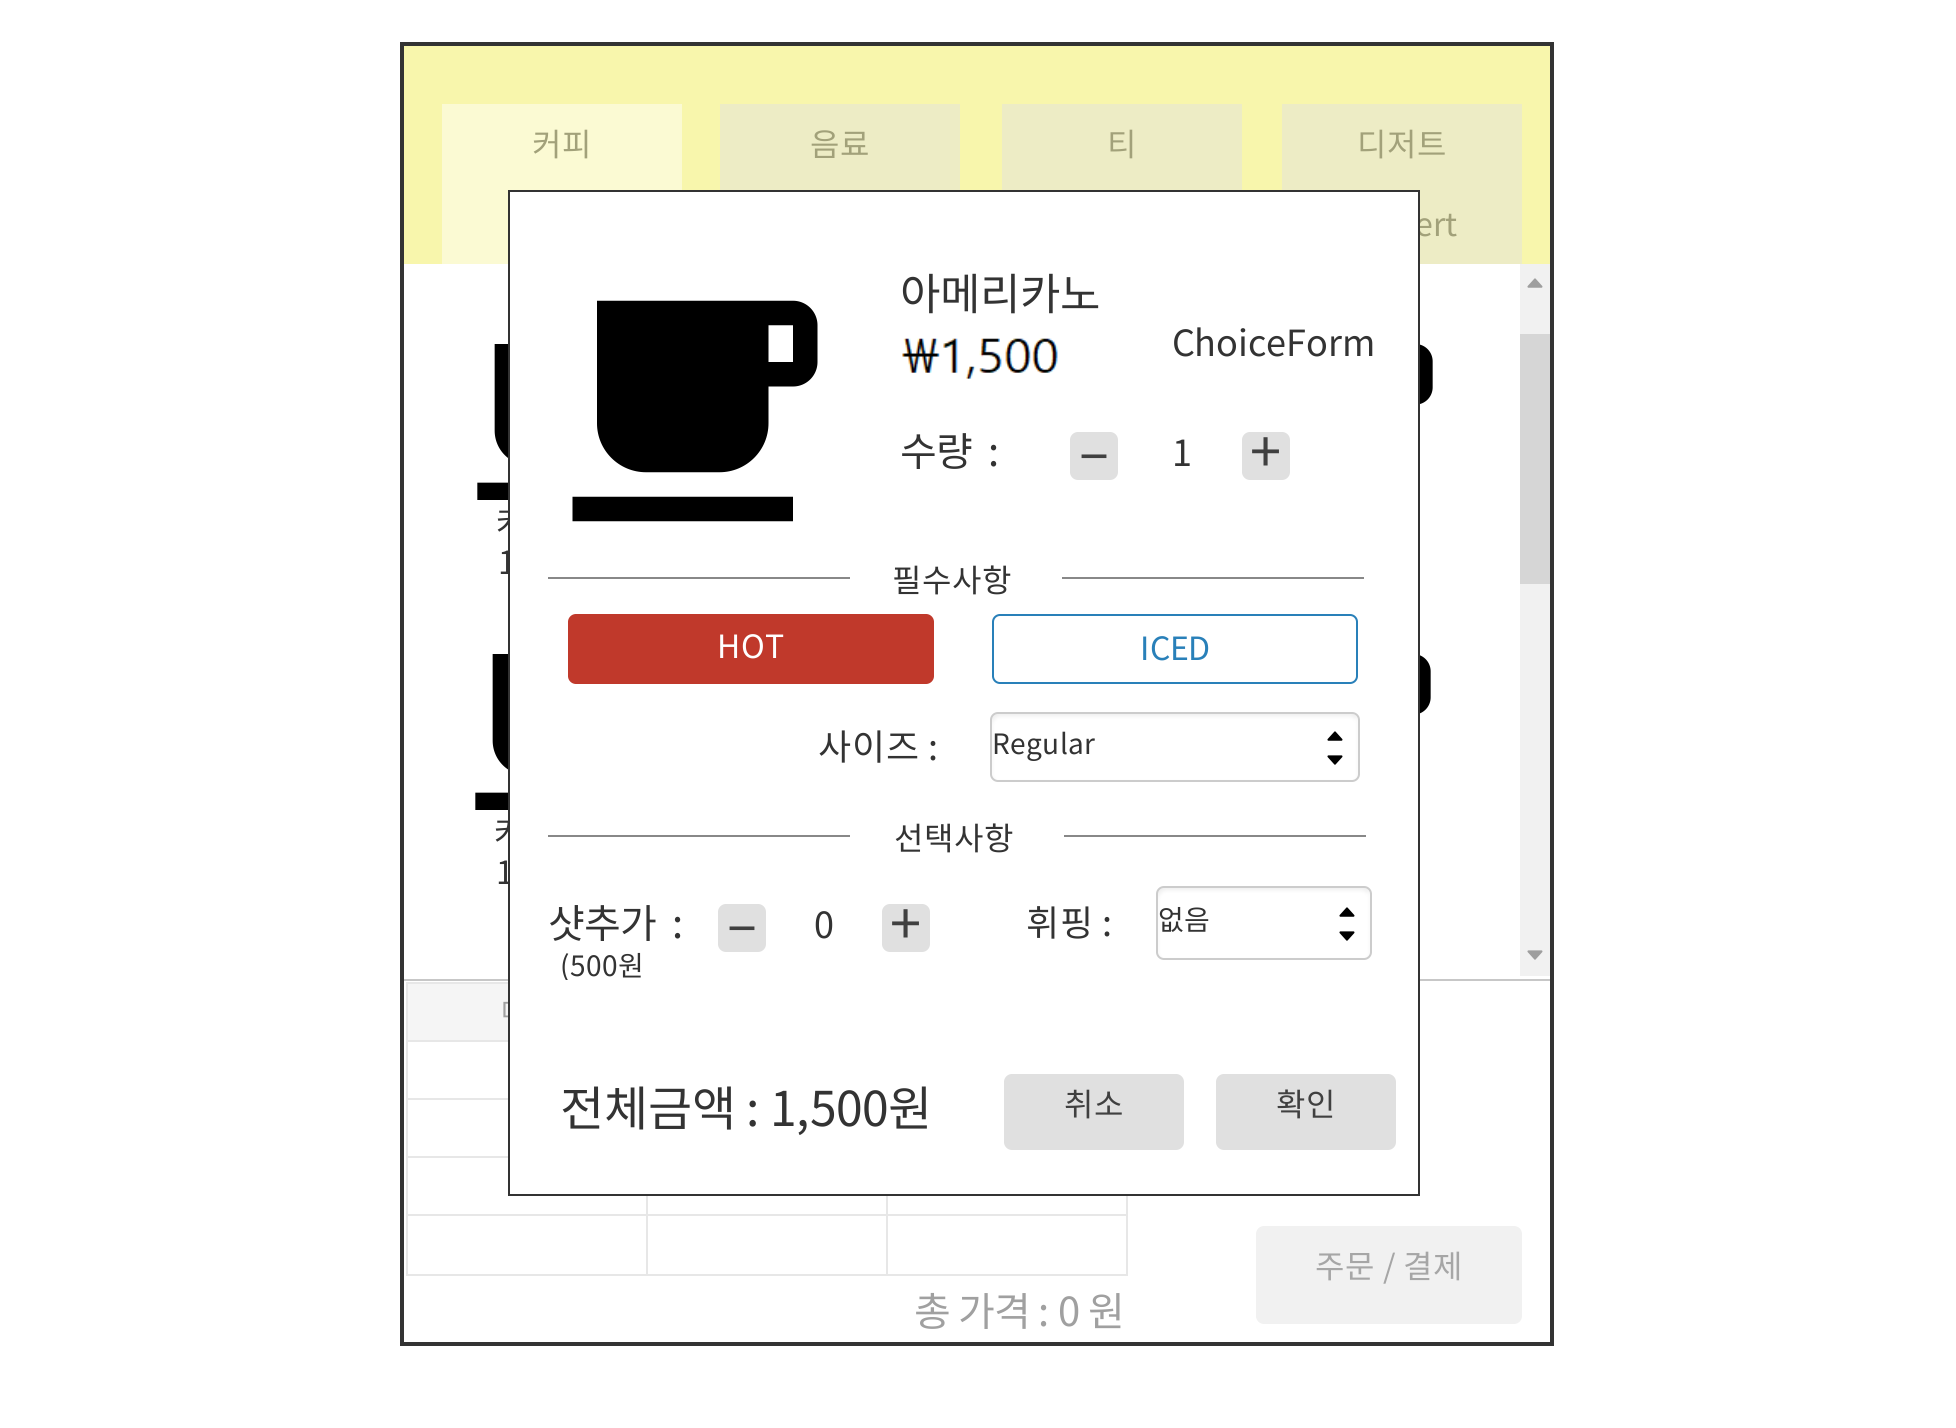 커피 음료 티 디저트
ert
아메리카노
₩1,500
ChoiceForm
수량 : − 1 +
필수사항
HOT ICED
사이즈 : Regular
선택사항
샷추가 : − 0 + 휘핑 : 없음
(500원
전체금액 : 1,500원 취소 확인
주문 / 결제
총 가격 : 0 원